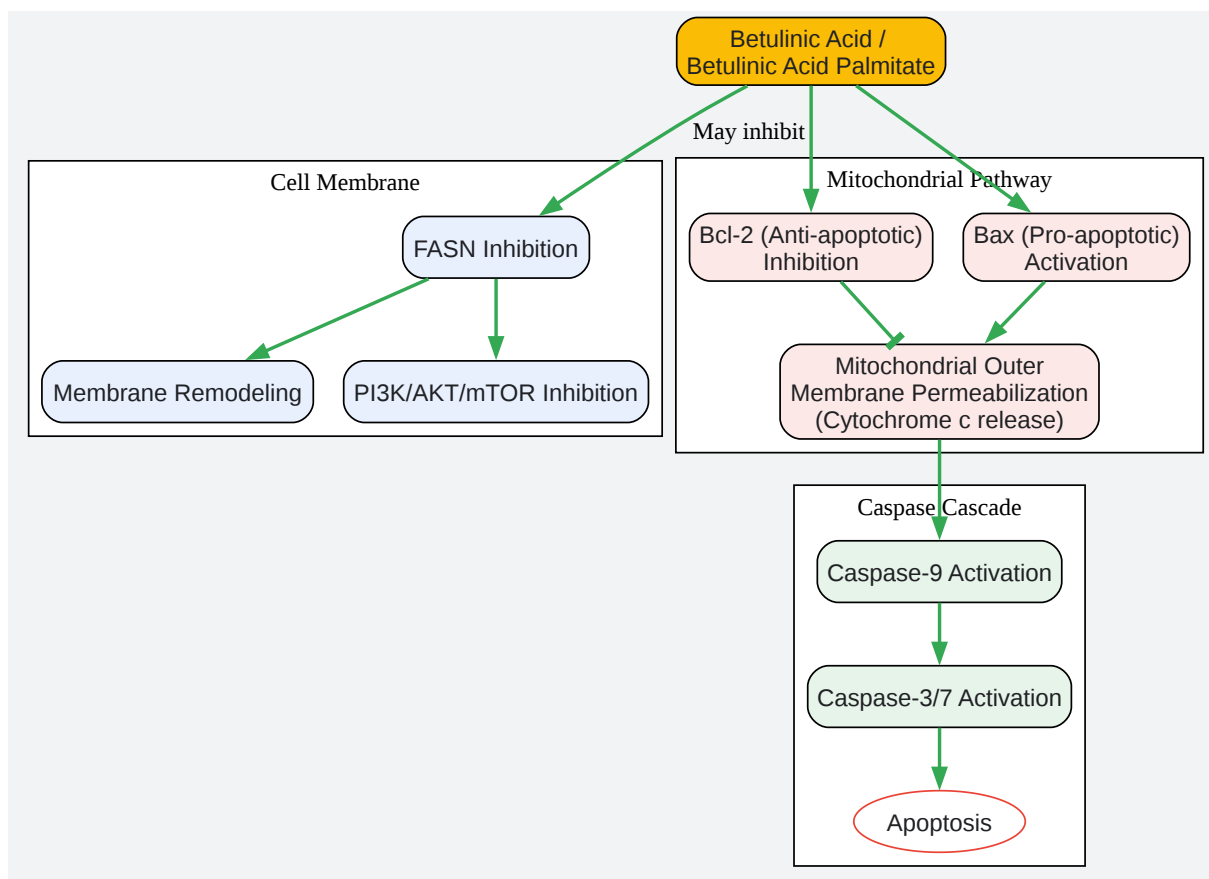 Betulinic Acid /
Betulinic Acid Palmitate
May inhibit
Cell Membrane
FASN Inhibition
Membrane Remodeling
PI3K/AKT/mTOR Inhibition
Mitochondrial Pathway
Bcl-2 (Anti-apoptotic)
Inhibition
Bax (Pro-apoptotic)
Activation
Mitochondrial Outer
Membrane Permeabilization
(Cytochrome c release)
Caspase Cascade
Caspase-9 Activation
Caspase-3/7 Activation
Apoptosis